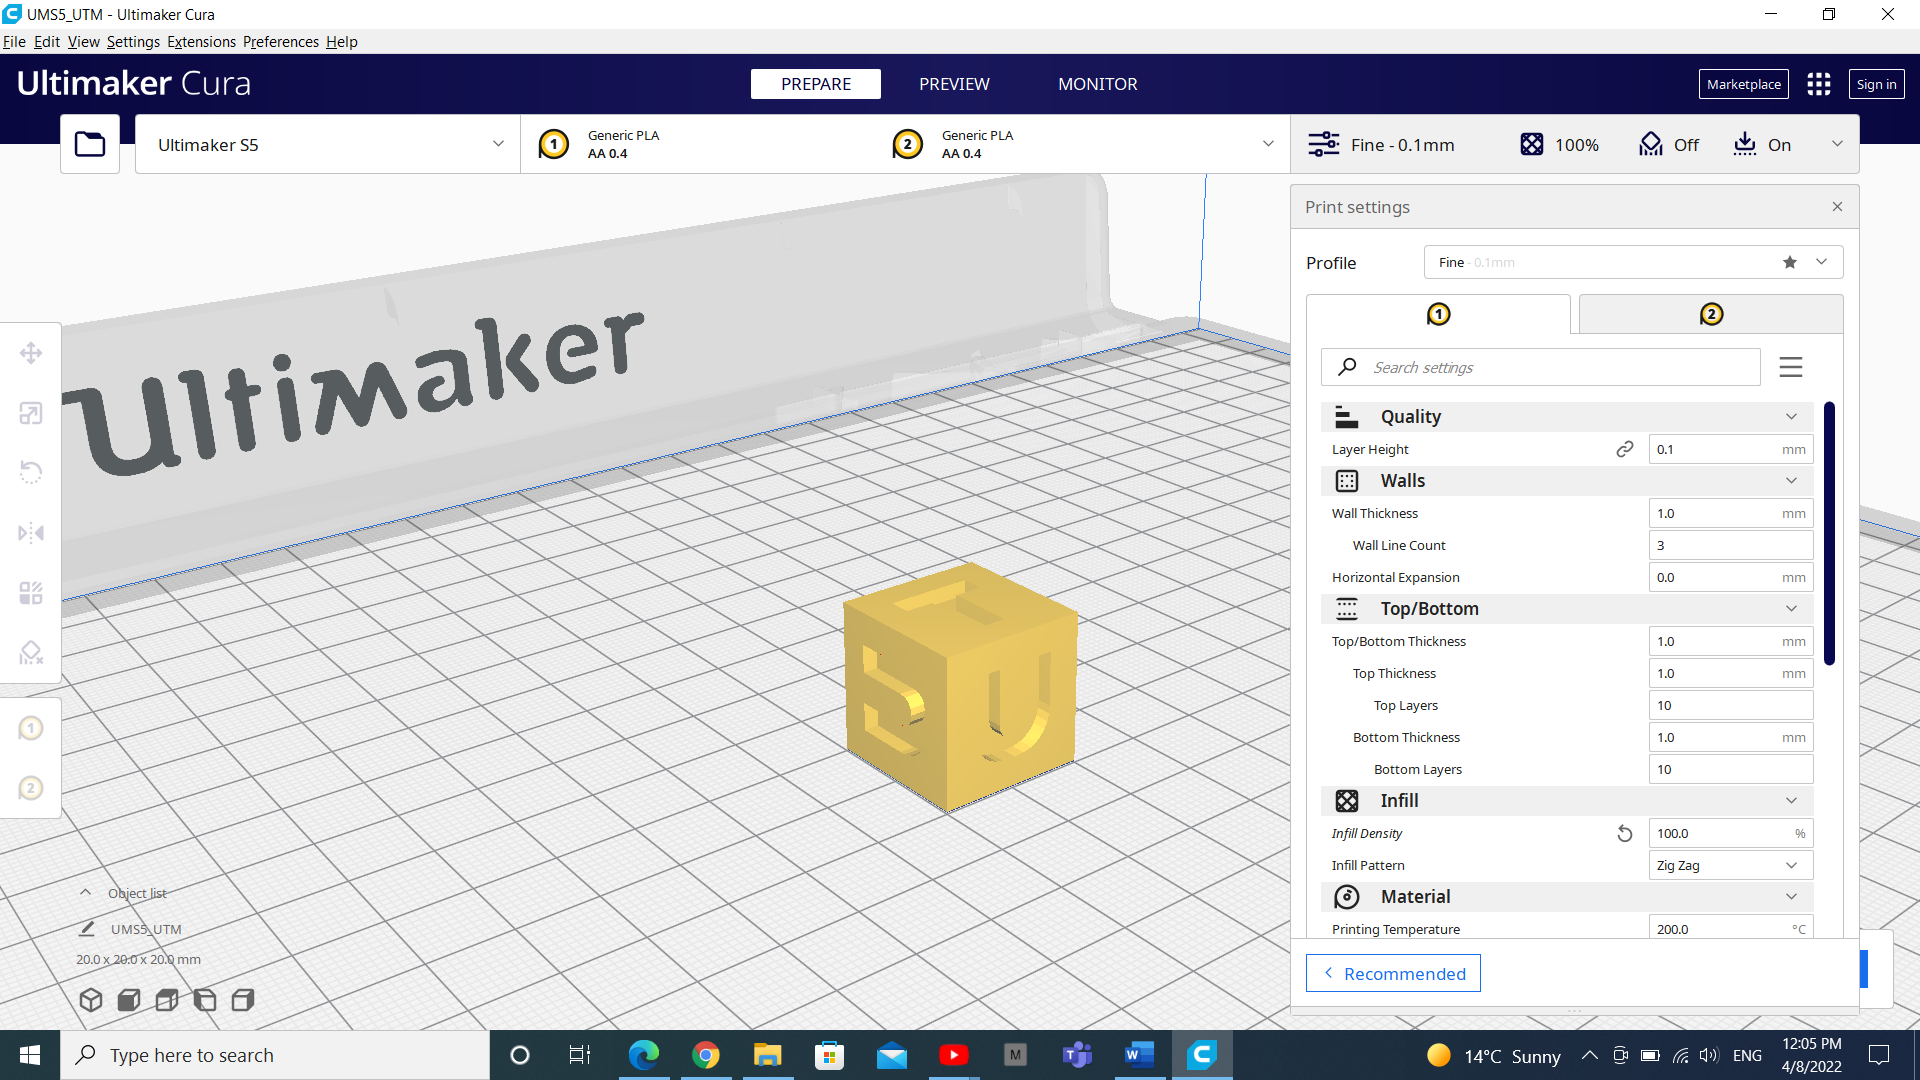 UMS5_UTM - Ultimaker Cura
File Edit View Settings Extensions Preferences Help
Ultimaker Cura
PREPARE
PREVIEW
MONITOR
Marketplace
Sign in
Ultimaker S5
1
Generic PLA
AA 0.4
2
Generic PLA
AA 0.4
Fine - 0.1mm
100%
Off
On
Print settings
Profile
Fine - 0.1mm
1
2
Search settings
Quality
Layer Height 0.1 mm
Walls
Wall Thickness 1.0 mm
Wall Line Count 3
Horizontal Expansion 0.0 mm
Top/Bottom
Top/Bottom Thickness 1.0 mm
Top Thickness 1.0 mm
Top Layers 10
Bottom Thickness 1.0 mm
Bottom Layers 10
Infill
Infill Density 100.0 %
Infill Pattern Zig Zag
Material
Printing Temperature 200.0 °C
Recommended
Ultimaker
S U
1
2
Object list
UMS5_UTM
20.0 x 20.0 x 20.0 mm
Type here to search
M
T
W
14°C Sunny
ENG
12:05 PM
4/8/2022